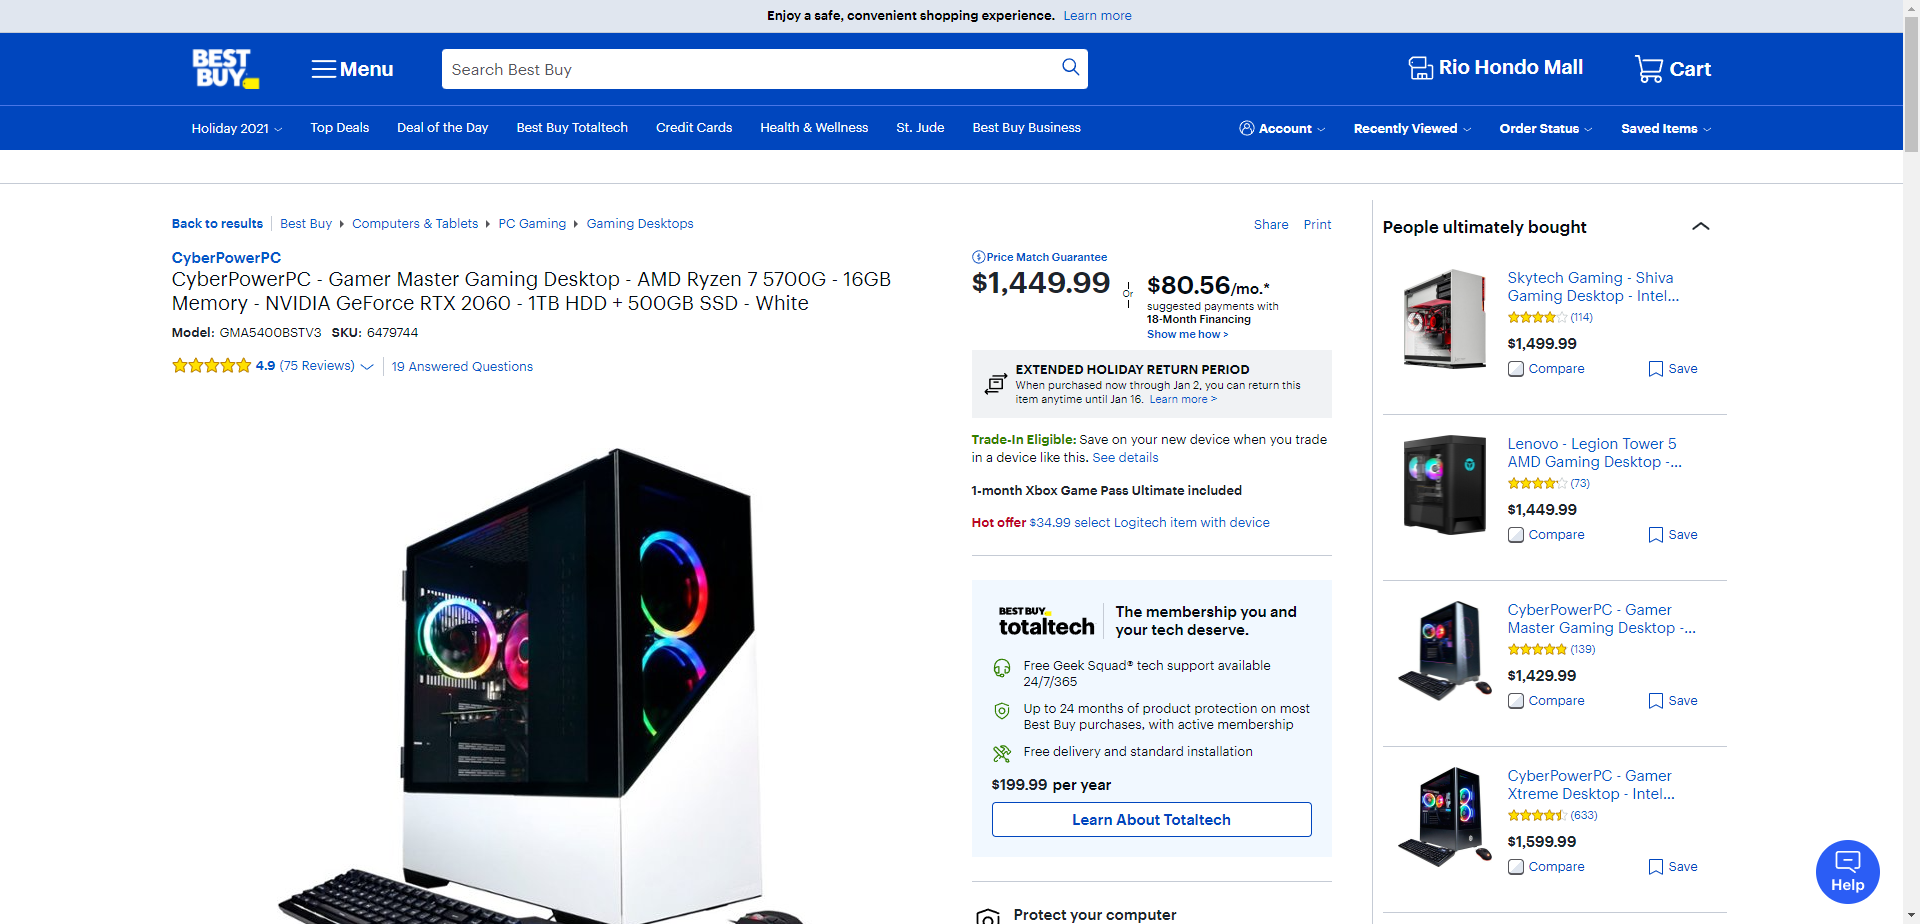 Enjoy a safe, convenient shopping experience. Learn more
BEST BUY
Menu
Search Best Buy
Rio Hondo Mall
Cart
Holiday 2021
Top Deals
Deal of the Day
Best Buy Totaltech
Credit Cards
Health & Wellness
St. Jude
Best Buy Business
Account
Recently Viewed
Order Status
Saved Items
Back to results
Best Buy
Computers & Tablets
PC Gaming
Gaming Desktops
Share
Print
CyberPowerPC
CyberPowerPC - Gamer Master Gaming Desktop - AMD Ryzen 7 5700G - 16GB
Memory - NVIDIA GeForce RTX 2060 - 1TB HDD + 500GB SSD - White
Model: GMA5400BSTV3 SKU: 6479744
4.9 (75 Reviews)
19 Answered Questions
Price Match Guarantee
$1,449.99
Or
$80.56/mo.*
suggested payments with
18-Month Financing
Show me how >
EXTENDED HOLIDAY RETURN PERIOD
When purchased now through Jan 2, you can return this
item anytime until Jan 16. Learn more >
Trade-In Eligible: Save on your new device when you trade
in a device like this. See details
1-month Xbox Game Pass Ultimate included
Hot offer $34.99 select Logitech item with device
BEST BUY
totaltech
The membership you and
your tech deserve.
Free Geek Squad® tech support available
24/7/365
Up to 24 months of product protection on most
Best Buy purchases, with active membership
Free delivery and standard installation
$199.99 per year
Learn About Totaltech
Protect your computer
People ultimately bought
Skytech Gaming - Shiva
Gaming Desktop - Intel...
(114)
$1,499.99
Compare
Save
Lenovo - Legion Tower 5
AMD Gaming Desktop -...
(73)
$1,449.99
Compare
Save
CyberPowerPC - Gamer
Master Gaming Desktop -...
(139)
$1,429.99
Compare
Save
CyberPowerPC - Gamer
Xtreme Desktop - Intel...
(633)
$1,599.99
Compare
Save
Help